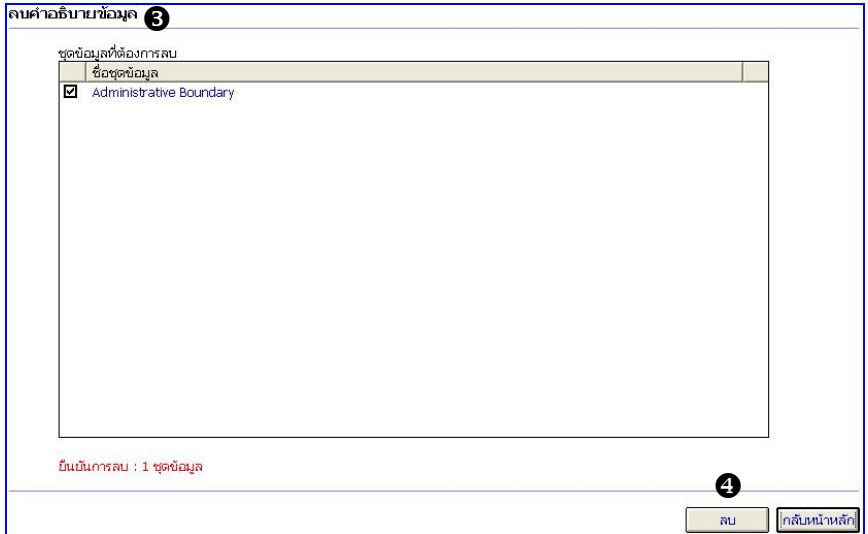 ลบคำอธิบายข้อมูล ❸
ชุดข้อมูลที่ต้องการลบ
ชื่อชุดข้อมูล
Administrative Boundary
ยืนยันการลบ : 1 ชุดข้อมูล
❹
ลบ กลับหน้าหลัก